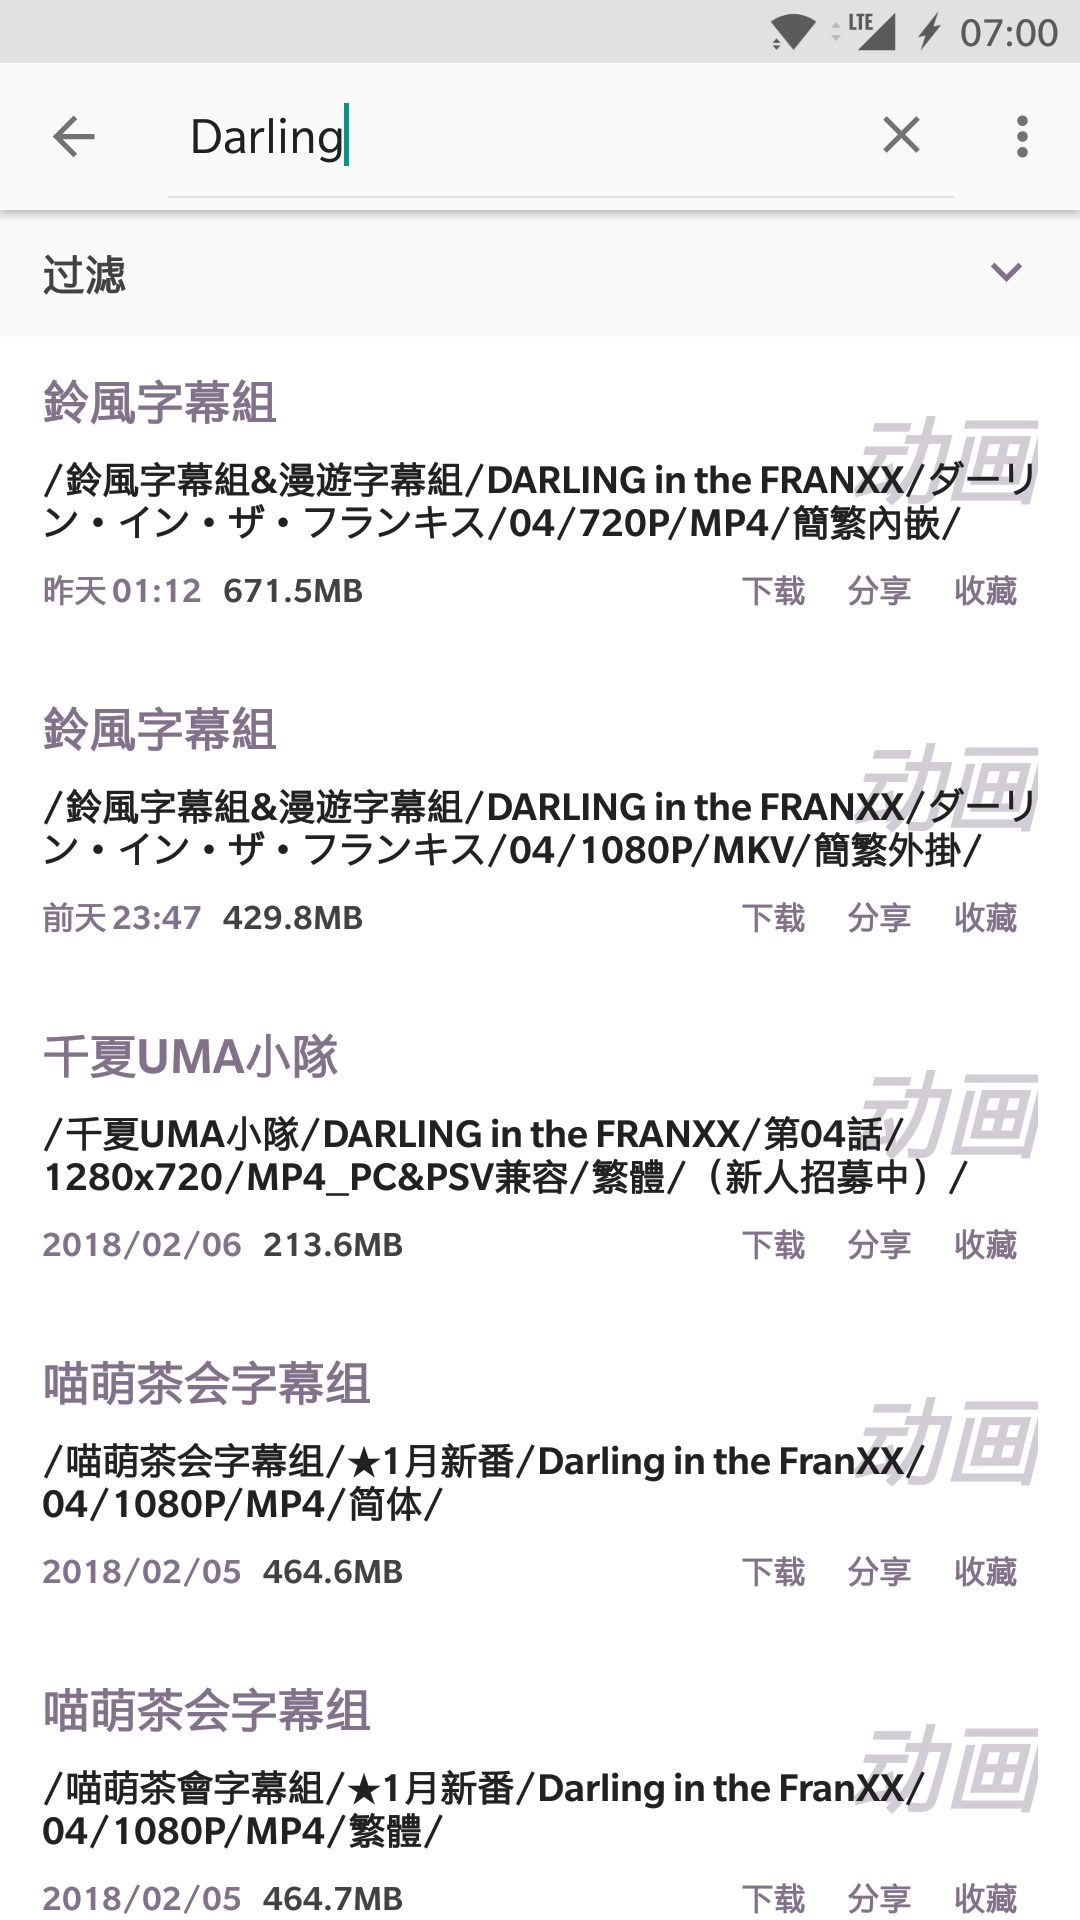 LTE 07:00
Darling
过滤
鈴風字幕組
动画
/鈴風字幕組&漫遊字幕組/DARLING in the FRANXX/ダーリ
ン・イン・ザ・フランキス/04/720P/MP4/簡繁內嵌/
昨天 01:12 671.5MB 下载 分享 收藏
鈴風字幕組
动画
/鈴風字幕組&漫遊字幕組/DARLING in the FRANXX/ダーリ
ン・イン・ザ・フランキス/04/1080P/MKV/簡繁外掛/
前天 23:47 429.8MB 下载 分享 收藏
千夏UMA小隊
动画
/千夏UMA小隊/DARLING in the FRANXX/第04話/
1280x720/MP4_PC&PSV兼容/繁體/（新人招募中）/
2018/02/06 213.6MB 下载 分享 收藏
喵萌茶会字幕组
动画
/喵萌茶会字幕组/★1月新番/Darling in the FranXX/
04/1080P/MP4/简体/
2018/02/05 464.6MB 下载 分享 收藏
喵萌茶会字幕组
动画
/喵萌茶會字幕組/★1月新番/Darling in the FranXX/
04/1080P/MP4/繁體/
2018/02/05 464.7MB 下载 分享 收藏